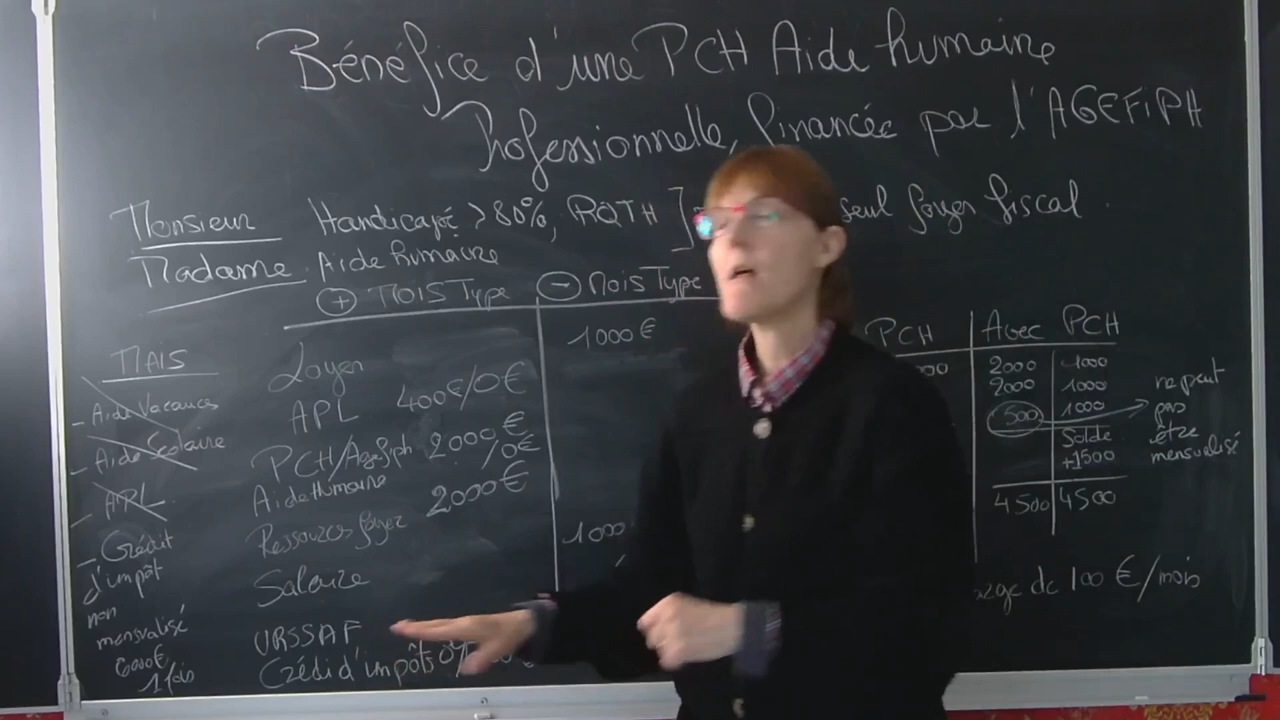 Bénéfice d'une PCH Aide humaine
Professionnelle, financée par l'AGEFIPH
Monsieur Handicapé >80%, RQTH ] seul foyer fiscal.
Madame Aide humaine
+ MOIS Type - Mois Type
MAIS
- Aide Vacances
- Aide Scolaire
- APL
- Crédit
d'impôt
non
mensualisé
6000€
1 fois
Loyer 1000€
APL 400€/0€
PCH/Agefiph 2000€
Aide Humaine /0€
Ressources foyer 2000€
Salaire 1000
URSSAF
Crédit d'impôts
PCH
Avec PCH
2000 1000
2000 1000
500 1000
Solde
+1500
4500 4500
ne peut
pas
être
mensualisé
de 100 €/mois